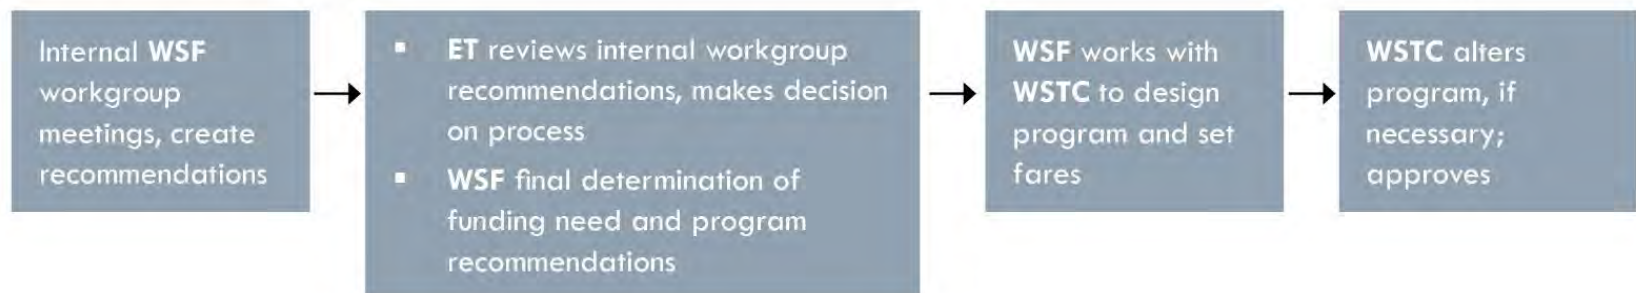 Internal WSF
workgroup
meetings, create
recommendations
▪ ET reviews internal workgroup
recommendations, makes decision
on process
▪ WSF final determination of
funding need and program
recommendations
WSF works with
WSTC to design
program and set
fares
WSTC alters
program, if
necessary;
approves